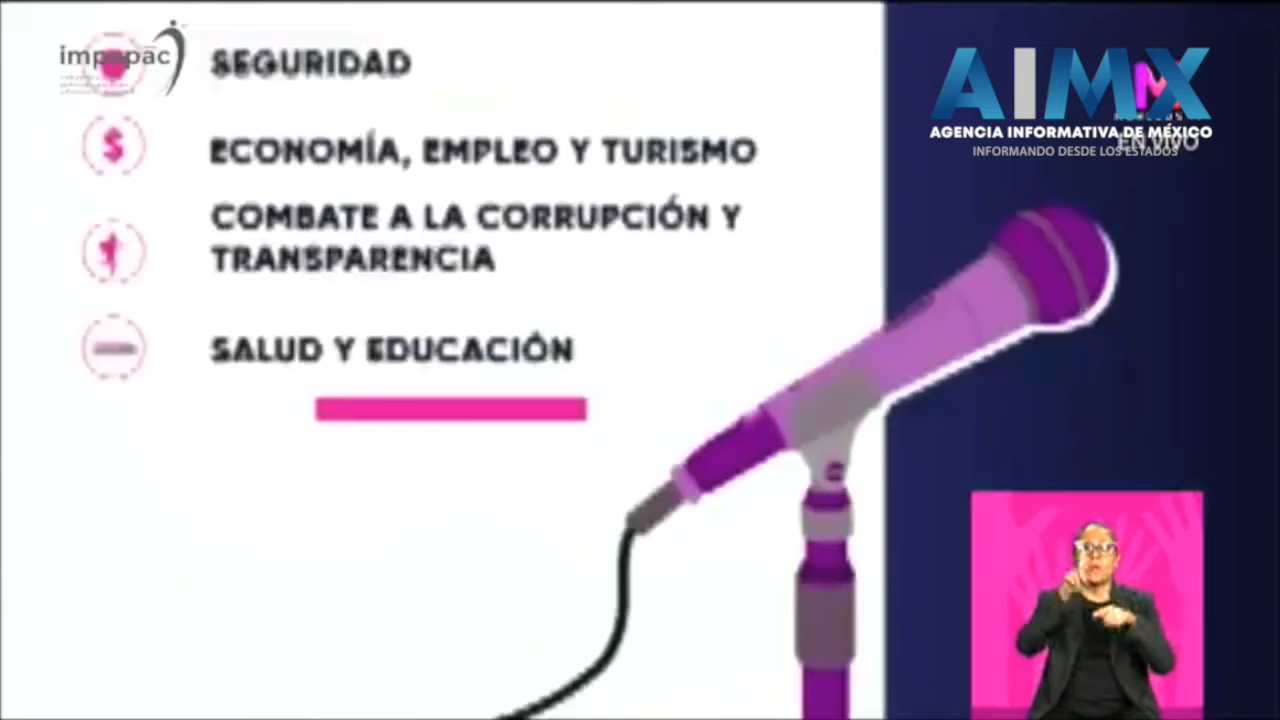 impepac
SEGURIDAD
AIMX
AGENCIA INFORMATIVA DE MÉXICO
INFORMANDO DESDE LOS ESTADOS
EN VIVO
$
ECONOMÍA, EMPLEO Y TURISMO
COMBATE A LA CORRUPCIÓN Y
TRANSPARENCIA
SALUD Y EDUCACIÓN